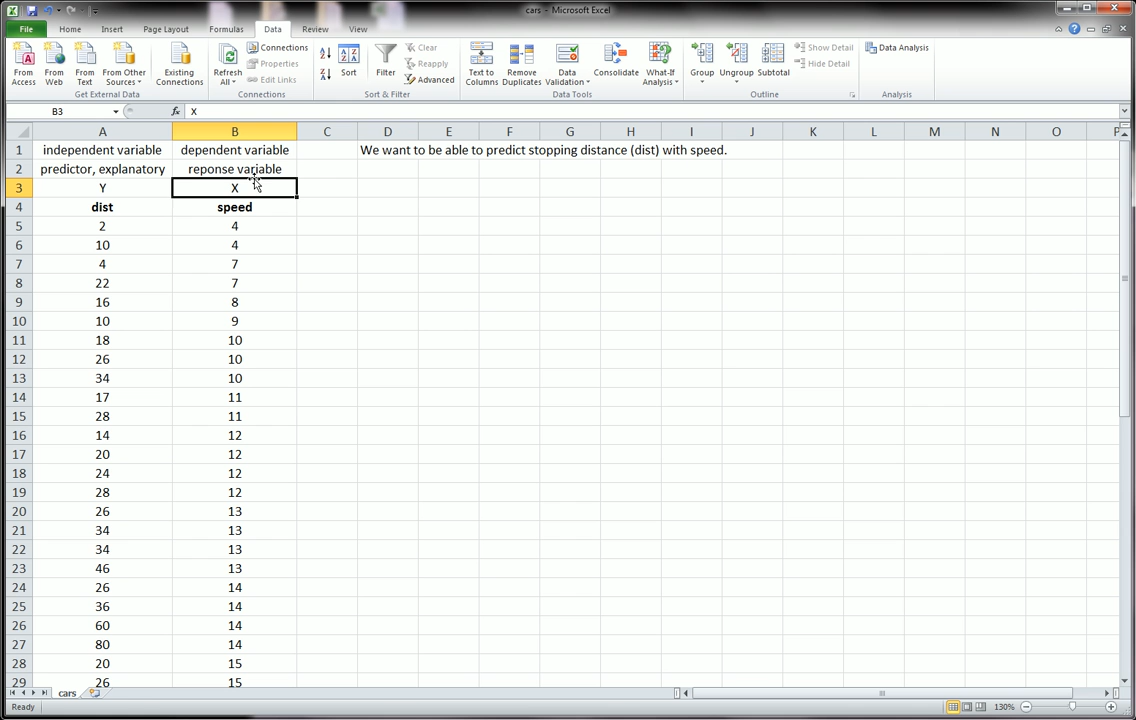 cars - Microsoft Excel
File Home Insert Page Layout Formulas Data Review View
From Access From Web From Text From Other Sources Existing Connections
Get External Data
Refresh All Connections Properties Edit Links
Connections
Sort Filter Clear Reapply Advanced
Sort & Filter
Text to Columns Remove Duplicates Data Validation Consolidate What-If Analysis
Data Tools
Group Ungroup Subtotal Show Detail Hide Detail
Outline
Data Analysis
Analysis
B3 fx X
A B C D E F G H I J K L M N O P
1 independent variable dependent variable We want to be able to predict stopping distance (dist) with speed.
2 predictor, explanatory reponse variable
3 Y X
4 dist speed
5 2 4
6 10 4
7 4 7
8 22 7
9 16 8
10 10 9
11 18 10
12 26 10
13 34 10
14 17 11
15 28 11
16 14 12
17 20 12
18 24 12
19 28 12
20 26 13
21 34 13
22 34 13
23 46 13
24 26 14
25 36 14
26 60 14
27 80 14
28 20 15
29 26 15
cars
Ready 130%